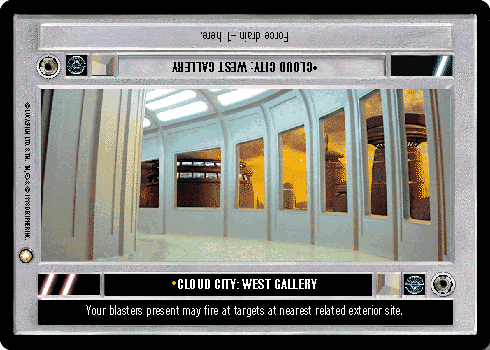 Force drain -1 here.
•CLOUD CITY: WEST GALLERY
•CLOUD CITY: WEST GALLERY
Your blasters present may fire at targets at nearest related exterior site.